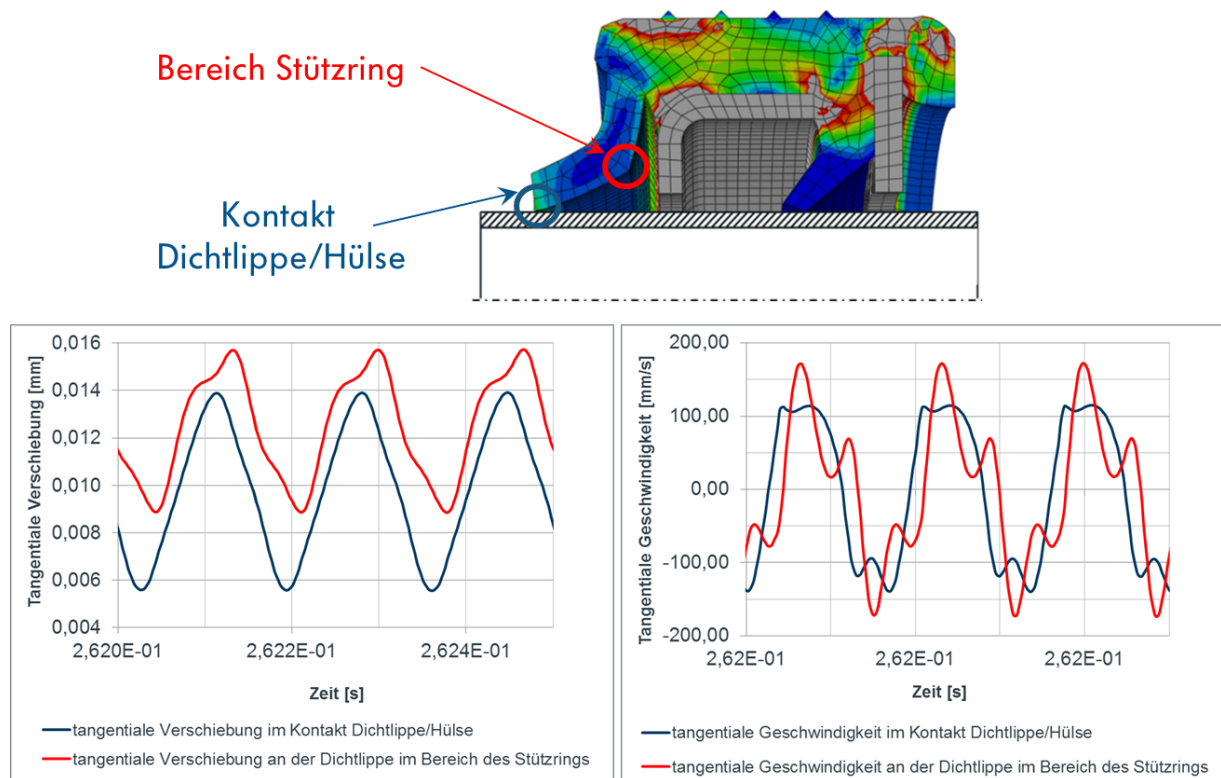 Bereich Stützring
Kontakt
Dichtlippe/Hülse
Tangentiale Verschiebung [mm]
0,016
0,014
0,012
0,010
0,008
0,006
0,004
2,620E-01
2,622E-01
2,624E-01
Zeit [s]
tangentiale Verschiebung im Kontakt Dichtlippe/Hülse
tangentiale Verschiebung an der Dichtlippe im Bereich des Stützrings
Tangentiale Geschwindigkeit [mm/s]
200,00
100,00
0,00
-100,00
-200,00
2,62E-01
2,62E-01
2,62E-01
Zeit [s]
tangentiale Geschwindigkeit im Kontakt Dichtlippe/Hülse
tangentiale Geschwindigkeit an der Dichtlippe im Bereich des Stützrings